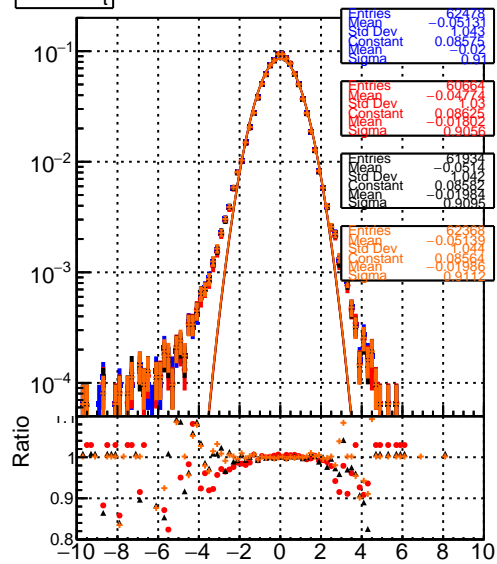 t
Entries 62478
Mean −0.05131
Std Dev 1.043
Constant 0.08575
Mean −0.02
Sigma 0.91
Entries 60664
Mean −0.04774
Std Dev 1.03
Constant 0.08625
Mean −0.01802
Sigma 0.9056
Entries 61934
Mean −0.0514
Std Dev 1.042
Constant 0.08582
Mean −0.01984
Sigma 0.9095
Entries 62368
Mean −0.05139
Std Dev 1.044
Constant 0.08564
Mean −0.01986
Sigma 0.9112
10−1
10−2
10−3
10−4
Ratio
1.1
1
0.9
0.8
−10 −8 −6 −4 −2 0 2 4 6 8 10